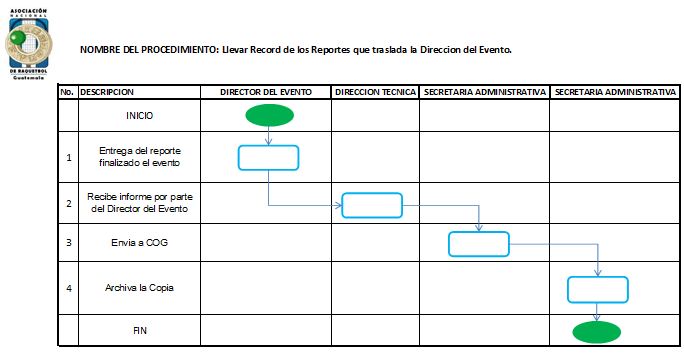 ASOCIACIÓN
NACIONAL
DE RAQUETBOL
Guatemala
NOMBRE DEL PROCEDIMIENTO: Llevar Record de los Reportes que traslada la Direccion del Evento.
No. DESCRIPCION DIRECTOR DEL EVENTO DIRECCION TECNICA SECRETARIA ADMINISTRATIVA SECRETARIA ADMINISTRATIVA
INICIO
1 Entrega del reporte
finalizado el evento
2 Recibe informe por parte
del Director del Evento
3 Envia a COG
4 Archiva la Copia
FIN